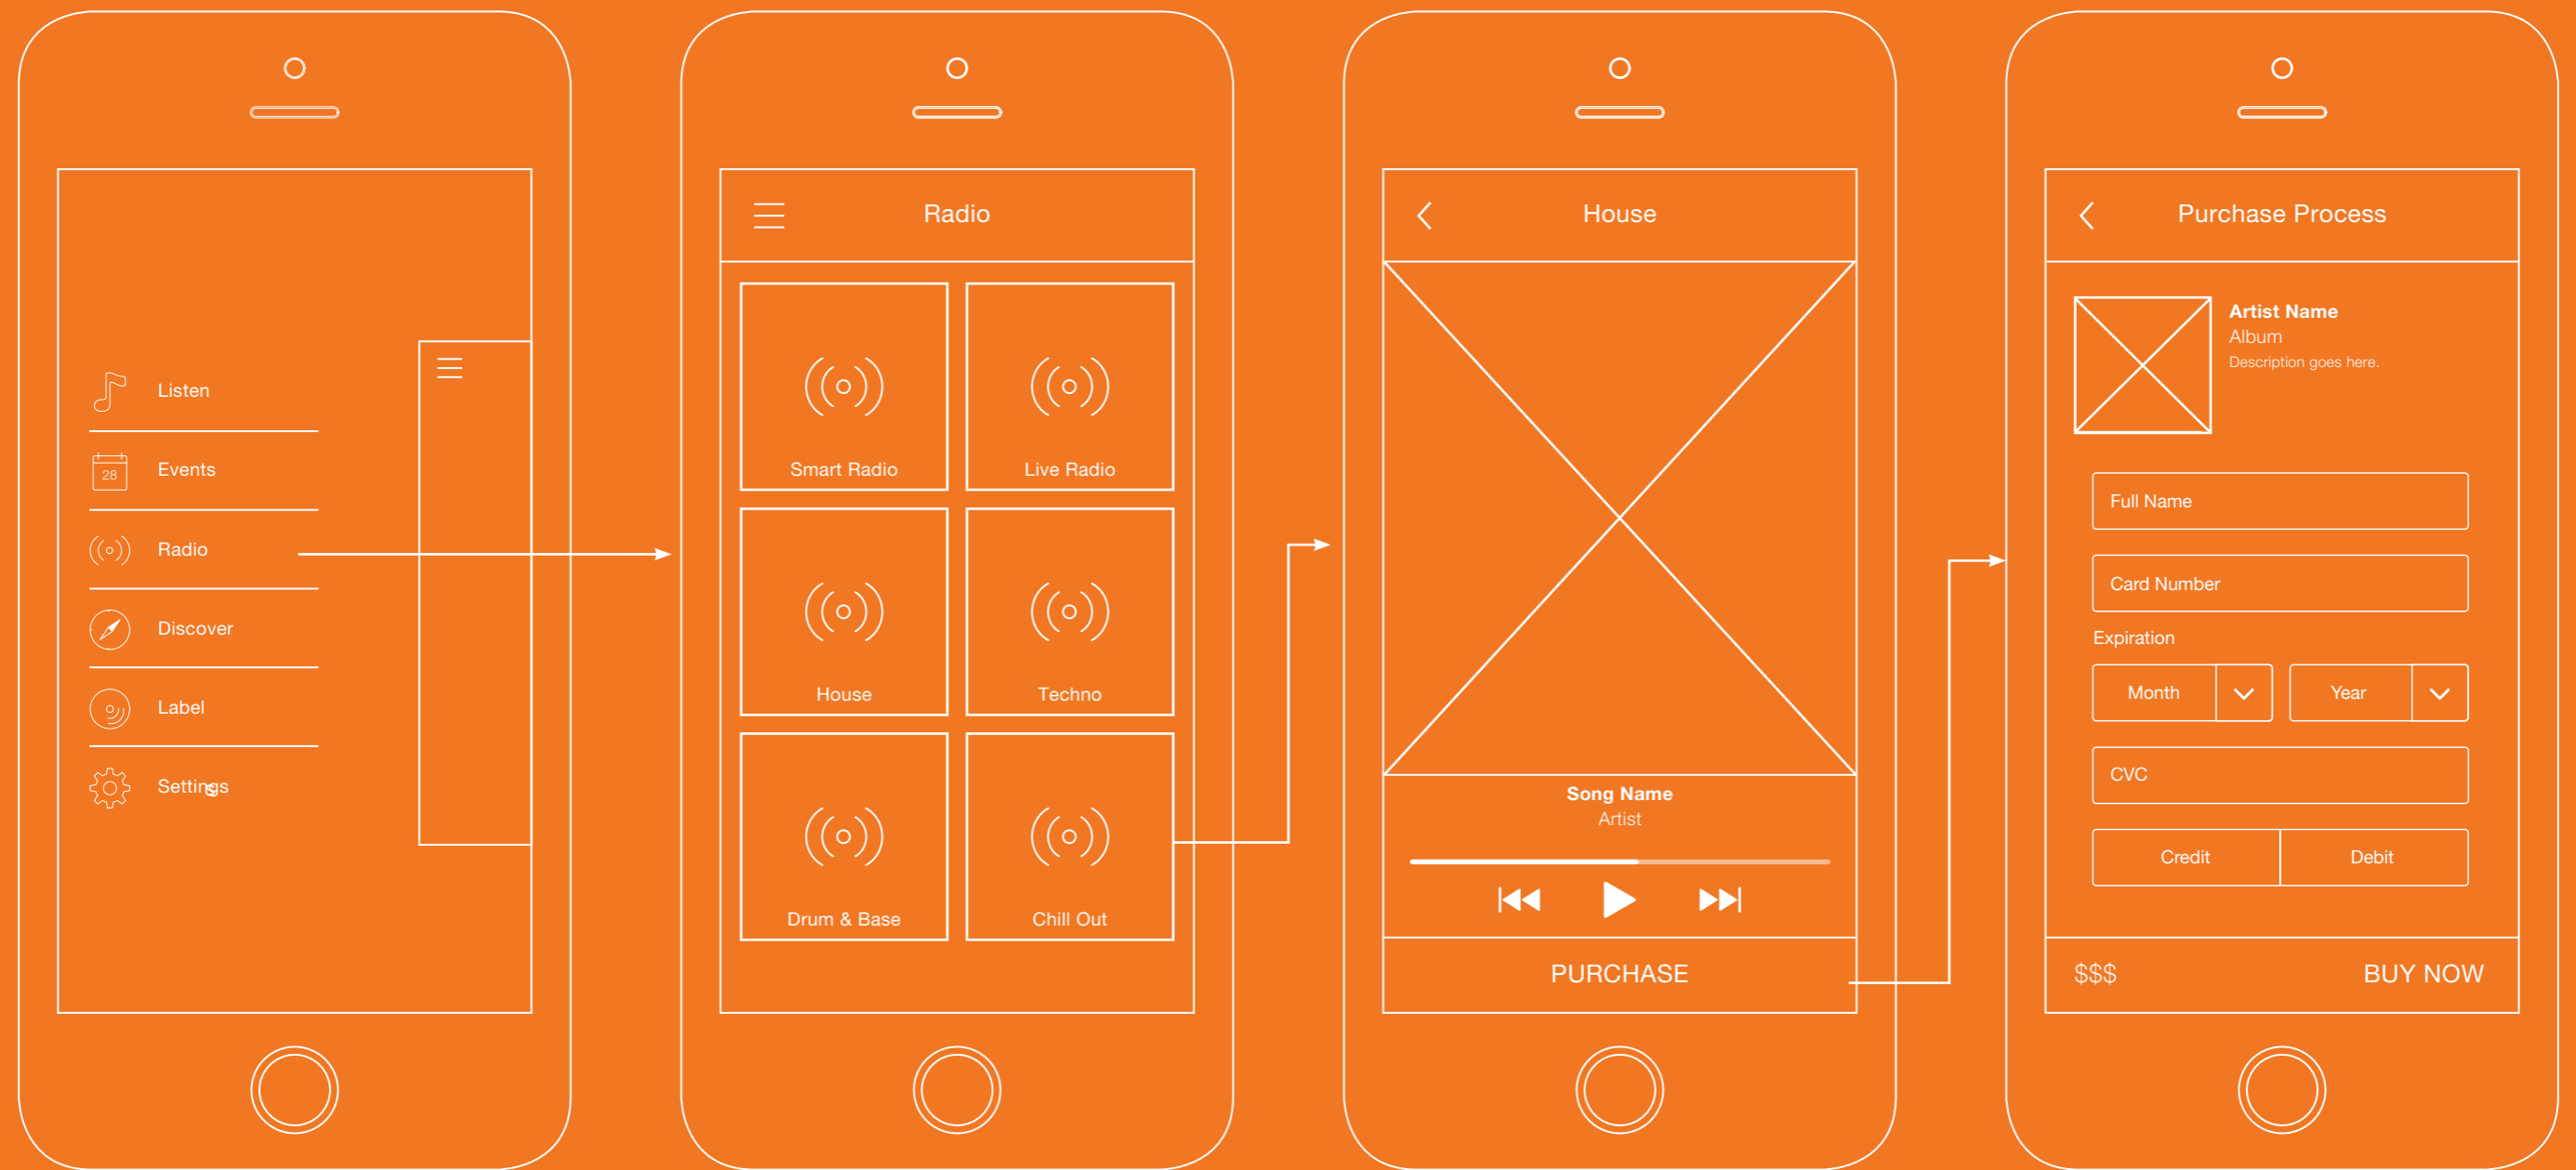 Listen
28
Events
Radio
Discover
Label
Settings
Radio
Smart Radio
Live Radio
House
Techno
Drum & Base
Chill Out
House
Song Name
Artist
PURCHASE
Purchase Process
Artist Name
Album
Description goes here.
Full Name
Card Number
Expiration
Month
Year
CVC
Credit
Debit
$$$
BUY NOW